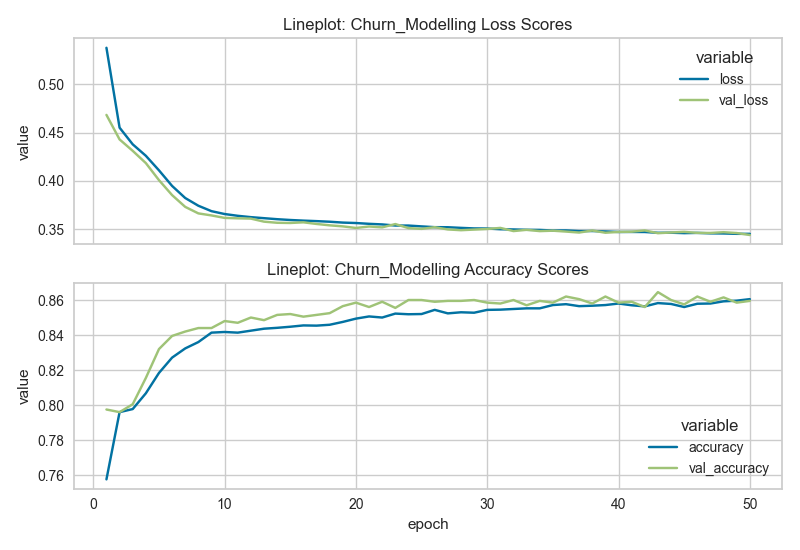 Lineplot: Churn_Modelling Loss Scores
variable
loss
val_loss
value
0.50
0.45
0.40
0.35
Lineplot: Churn_Modelling Accuracy Scores
value
0.86
0.84
0.82
0.80
0.78
0.76
variable
accuracy
val_accuracy
0 10 20 30 40 50
epoch